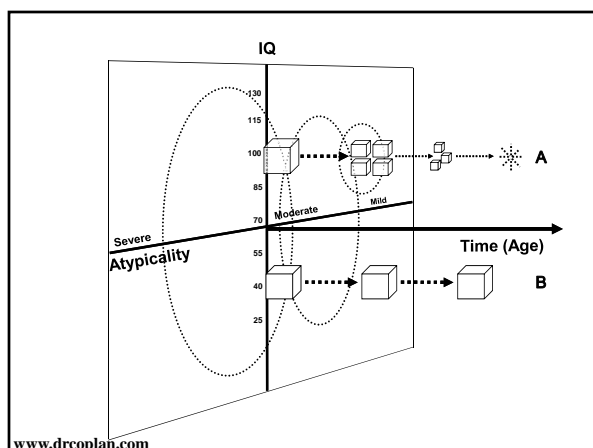 IQ
130
115
100
A
85
Mild
Moderate
70
Severe
Time (Age)
Atypicality
55
B
40
25
www.drcoplan.com